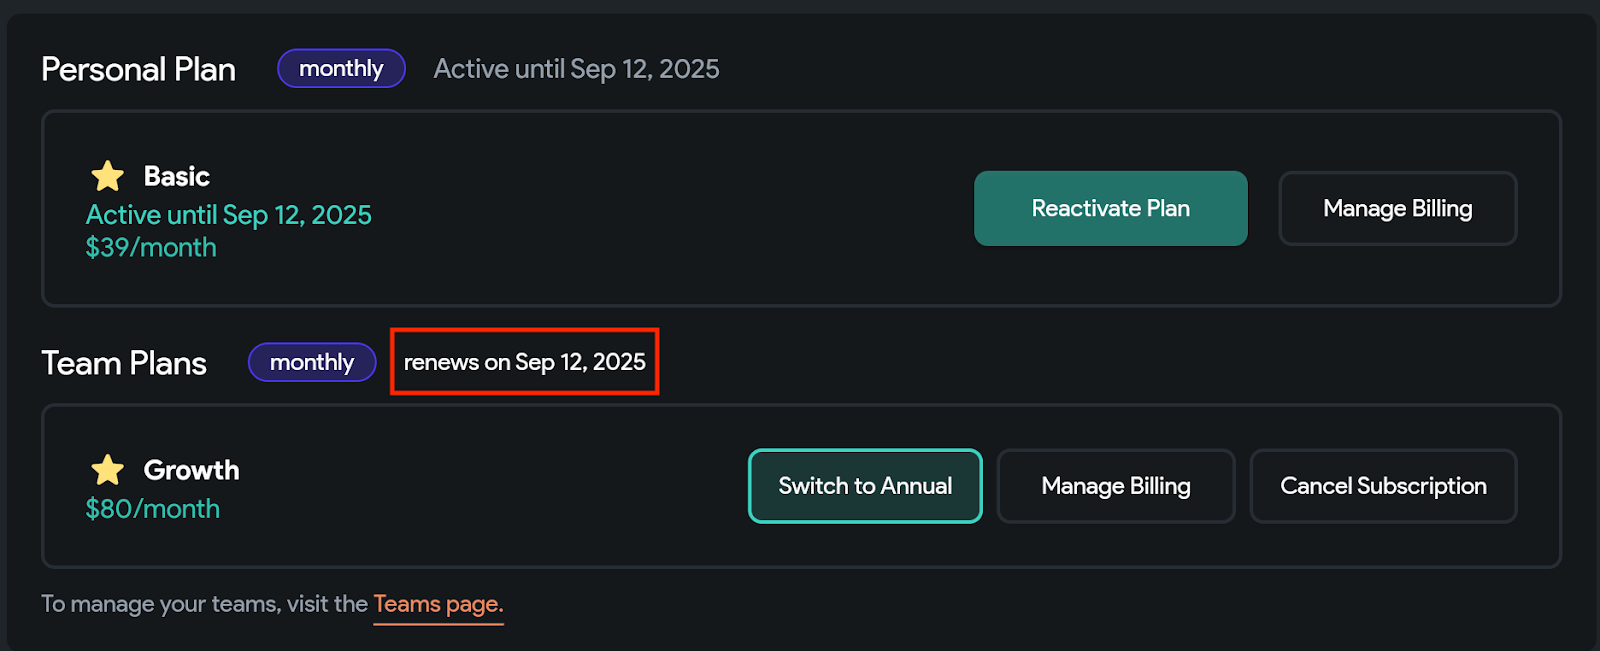 Personal Plan monthly Active until Sep 12, 2025
Basic
Active until Sep 12, 2025
$39/month
Reactivate Plan
Manage Billing
Team Plans monthly renews on Sep 12, 2025
Growth
$80/month
Switch to Annual
Manage Billing
Cancel Subscription
To manage your teams, visit the Teams page.